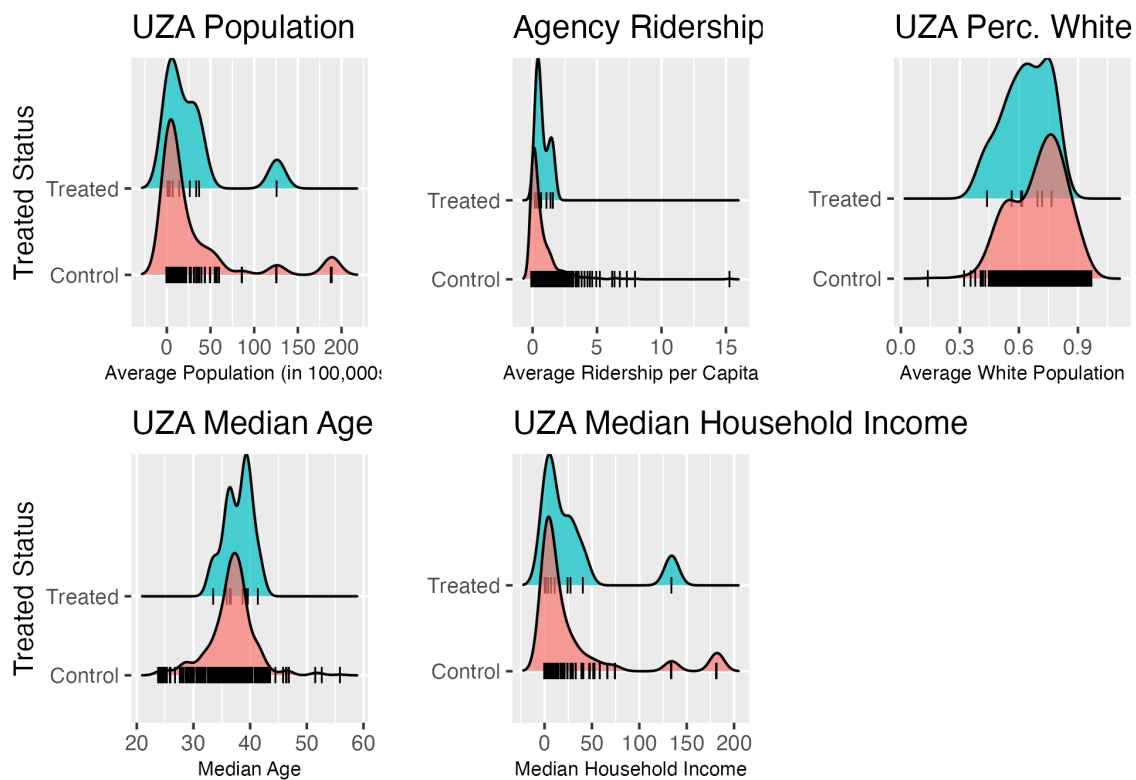 UZA Population
Agency Ridership
UZA Perc. White
Treated Status
Treated
Control
0 50 100 150 200
Average Population (in 100,000s
Treated
Control
0 5 10 15
Average Ridership per Capita
Treated
Control
0.0 0.3 0.6 0.9
Average White Population
UZA Median Age
UZA Median Household Income
Treated Status
Treated
Control
20 30 40 50 60
Median Age
Treated
Control
0 50 100 150 200
Median Household Income